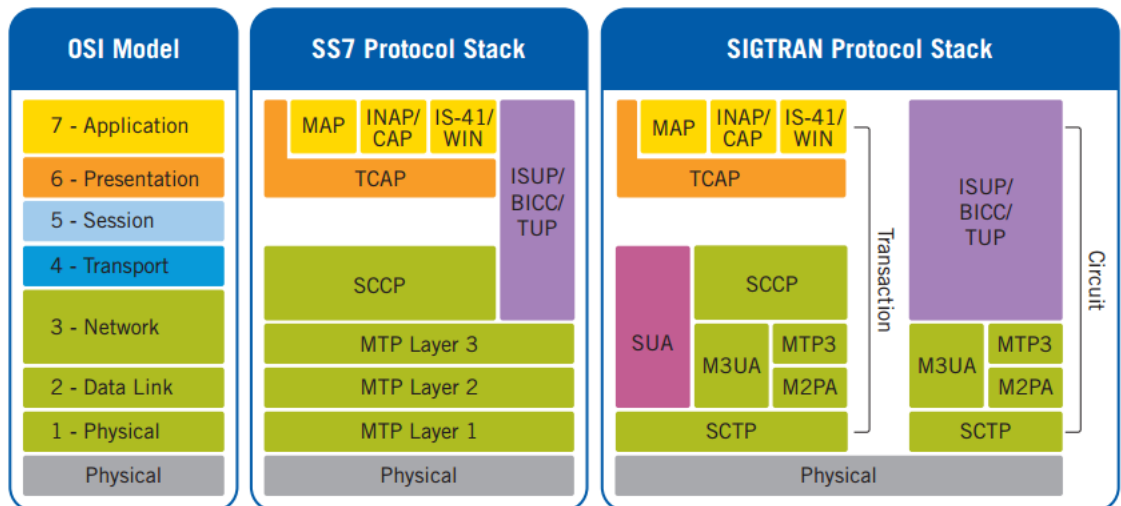 OSI Model
7 - Application
6 - Presentation
5 - Session
4 - Transport
3 - Network
2 - Data Link
1 - Physical
Physical
SS7 Protocol Stack
MAP
INAP/
CAP
IS-41/
WIN
TCAP
ISUP/
BICC/
TUP
SCCP
MTP Layer 3
MTP Layer 2
MTP Layer 1
Physical
SIGTRAN Protocol Stack
MAP
INAP/
CAP
IS-41/
WIN
TCAP
SUA
SCCP
M3UA
MTP3
M2PA
SCTP
Transaction
ISUP/
BICC/
TUP
M3UA
MTP3
M2PA
SCTP
Circuit
Physical